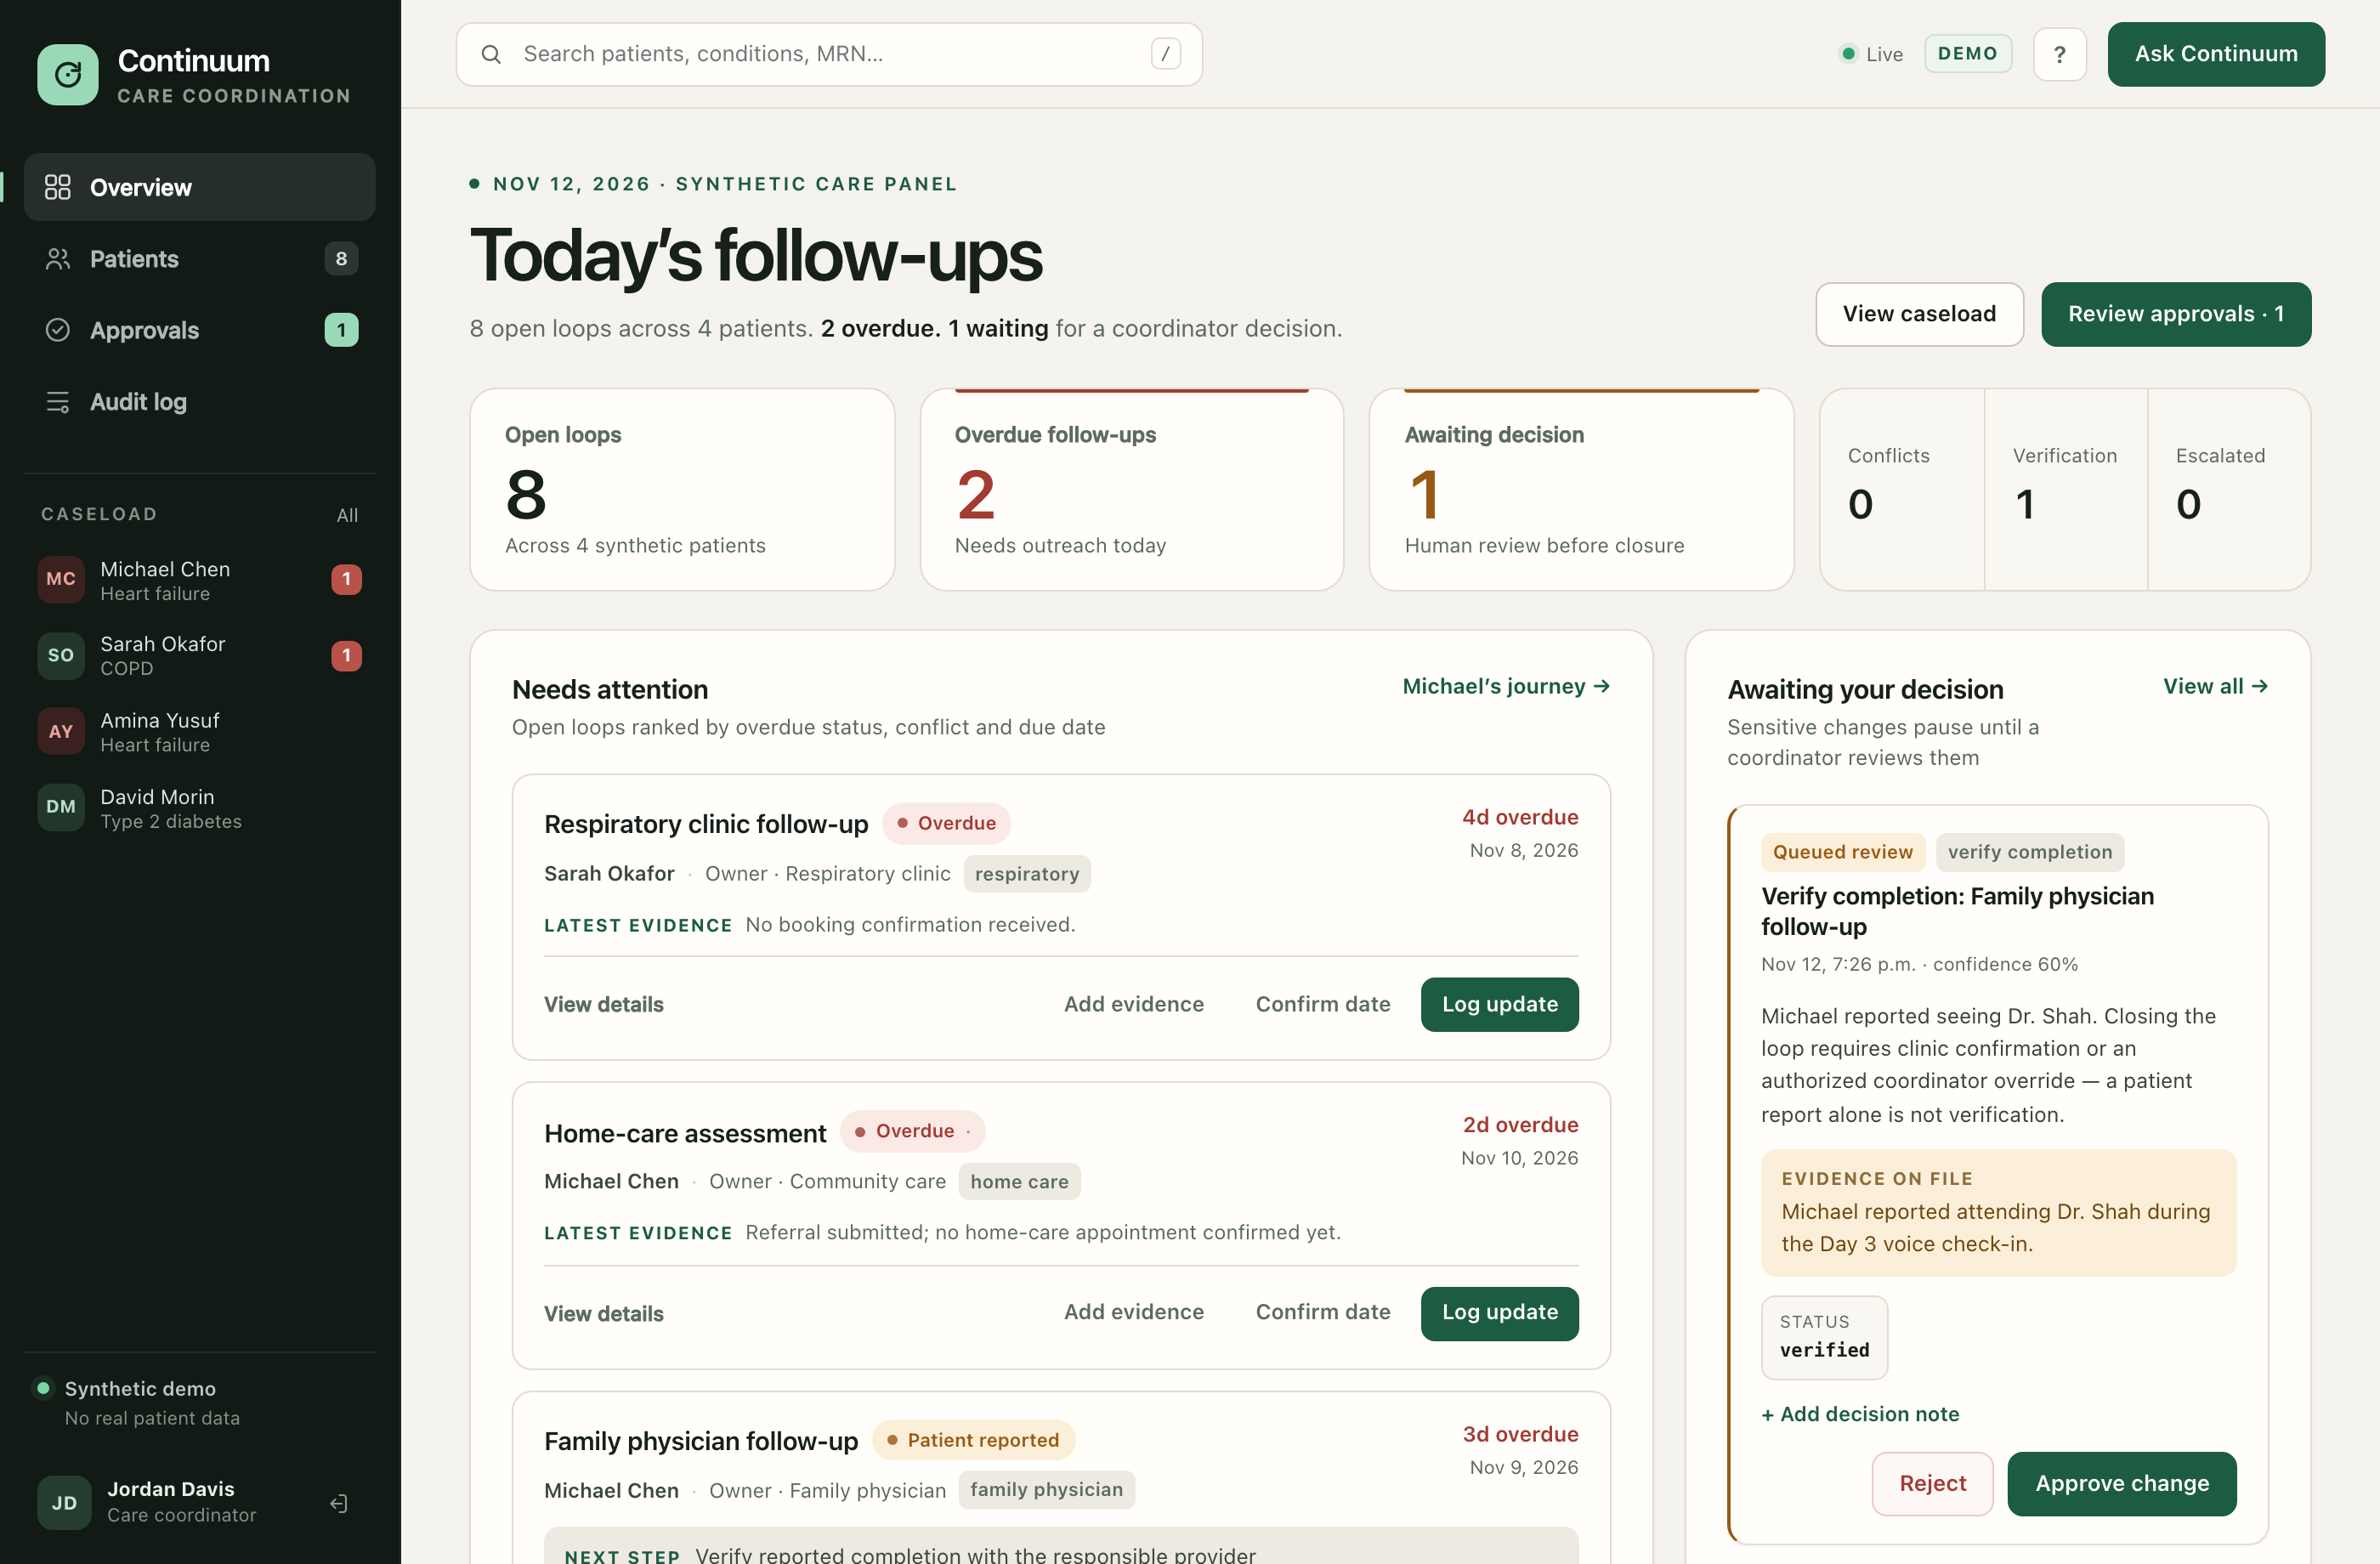 Continuum
CARE COORDINATION
Overview
Patients 8
Approvals 1
Audit log
CASELOAD All
MC Michael Chen 1
Heart failure
SO Sarah Okafor 1
COPD
AY Amina Yusuf
Heart failure
DM David Morin
Type 2 diabetes
Synthetic demo
No real patient data
JD Jordan Davis
Care coordinator
Search patients, conditions, MRN... /
Live DEMO ? Ask Continuum
NOV 12, 2026 · SYNTHETIC CARE PANEL
Today’s follow-ups
8 open loops across 4 patients. 2 overdue. 1 waiting for a coordinator decision.
View caseload Review approvals · 1
Open loops
8
Across 4 synthetic patients
Overdue follow-ups
2
Needs outreach today
Awaiting decision
1
Human review before closure
Conflicts
0
Verification
1
Escalated
0
Needs attention Michael’s journey →
Open loops ranked by overdue status, conflict and due date
Respiratory clinic follow-up Overdue 4d overdue
Nov 8, 2026
Sarah Okafor · Owner · Respiratory clinic respiratory
LATEST EVIDENCE No booking confirmation received.
View details Add evidence Confirm date Log update
Home-care assessment Overdue · 2d overdue
Nov 10, 2026
Michael Chen · Owner · Community care home care
LATEST EVIDENCE Referral submitted; no home-care appointment confirmed yet.
View details Add evidence Confirm date Log update
Family physician follow-up Patient reported 3d overdue
Nov 9, 2026
Michael Chen · Owner · Family physician family physician
NEXT STEP Verify reported completion with the responsible provider
Awaiting your decision View all →
Sensitive changes pause until a
coordinator reviews them
Queued review verify completion
Verify completion: Family physician
follow-up
Nov 12, 7:26 p.m. · confidence 60%
Michael reported seeing Dr. Shah. Closing the
loop requires clinic confirmation or an
authorized coordinator override — a patient
report alone is not verification.
EVIDENCE ON FILE
Michael reported attending Dr. Shah during
the Day 3 voice check-in.
STATUS
verified
+ Add decision note
Reject Approve change